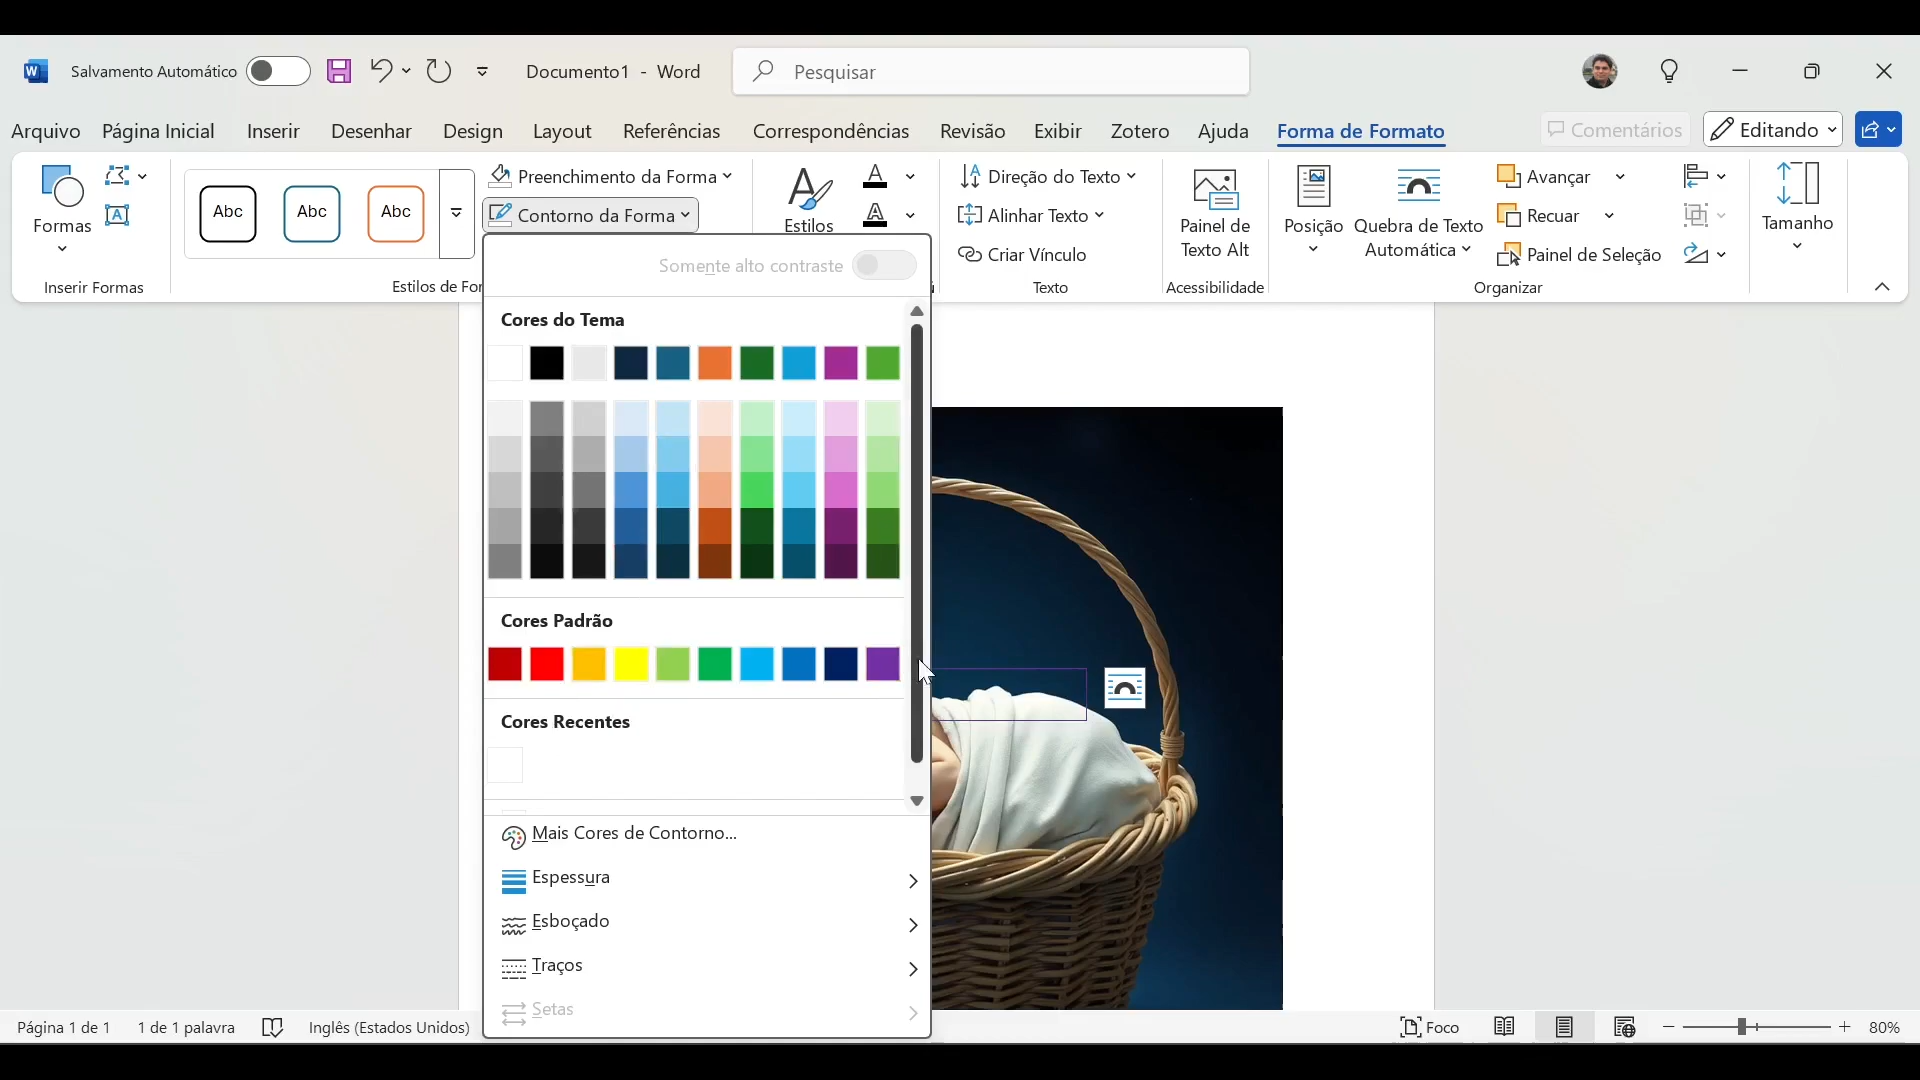 Salvamento Automático
Documento1 - Word
Pesquisar
Arquivo Página Inicial Inserir Desenhar Design Layout Referências Correspondências Revisão Exibir Zotero Ajuda Forma de Formato
Comentários
Editando
Formas
Inserir Formas
Abc Abc Abc
Preenchimento da Forma
Contorno da Forma
Estilos de For
Estilos
A
A
Direção do Texto
Alinhar Texto
Criar Vínculo
Texto
Painel de
Texto Alt
Acessibilidade
Posição
Quebra de Texto
Automática
Avançar
Recuar
Painel de Seleção
Organizar
Tamanho
Somente alto contraste
Cores do Tema
Cores Padrão
Cores Recentes
Mais Cores de Contorno...
Espessura
Esboçado
Traços
Setas
Página 1 de 1
1 de 1 palavra
Inglês (Estados Unidos)
Foco
80%